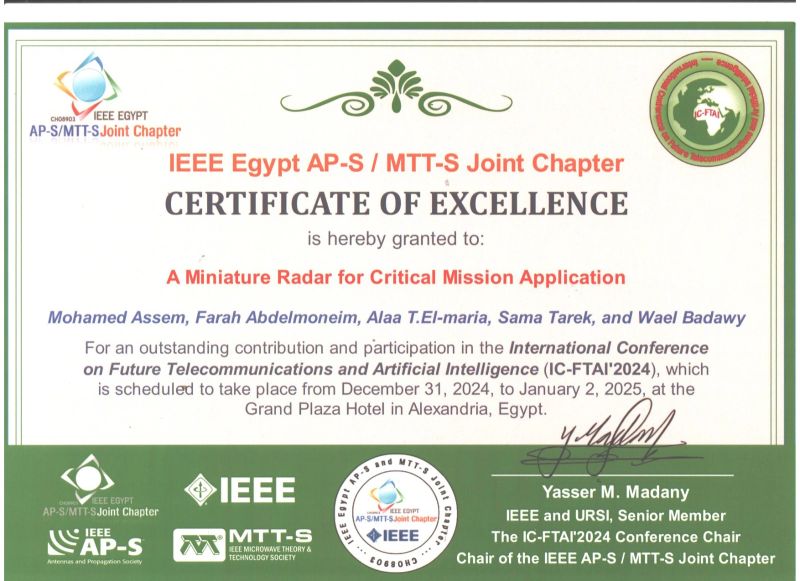 CHG8903
IEEE EGYPT
AP-S/MTT-S Joint Chapter
International Conference on Future Telecommunications and Artificial Intelligence
IC-FTAI
IEEE Egypt AP-S / MTT-S Joint Chapter
CERTIFICATE OF EXCELLENCE
is hereby granted to:
A Miniature Radar for Critical Mission Application
Mohamed Assem, Farah Abdelmoneim, Alaa T.El-maria, Sama Tarek, and Wael Badawy
For an outstanding contribution and participation in the International Conference
on Future Telecommunications and Artificial Intelligence (IC-FTAI'2024), which
is scheduled to take place from December 31, 2024, to January 2, 2025, at the
Grand Plaza Hotel in Alexandria, Egypt.
Yasser M. Madany
IEEE and URSI, Senior Member
The IC-FTAI'2024 Conference Chair
Chair of the IEEE AP-S / MTT-S Joint Chapter
CHG8903
IEEE EGYPT
AP-S/MTT-S Joint Chapter
IEEE
IEEE
AP-S
Antennas and Propagation Society
MTT-S
IEEE MICROWAVE THEORY &
TECHNOLOGY SOCIETY
... IEEE Egypt AP-S and MTT-S Joint Chapter ...
CHG8903
IEEE EGYPT
AP-S/MTT-S Joint Chapter
IEEE